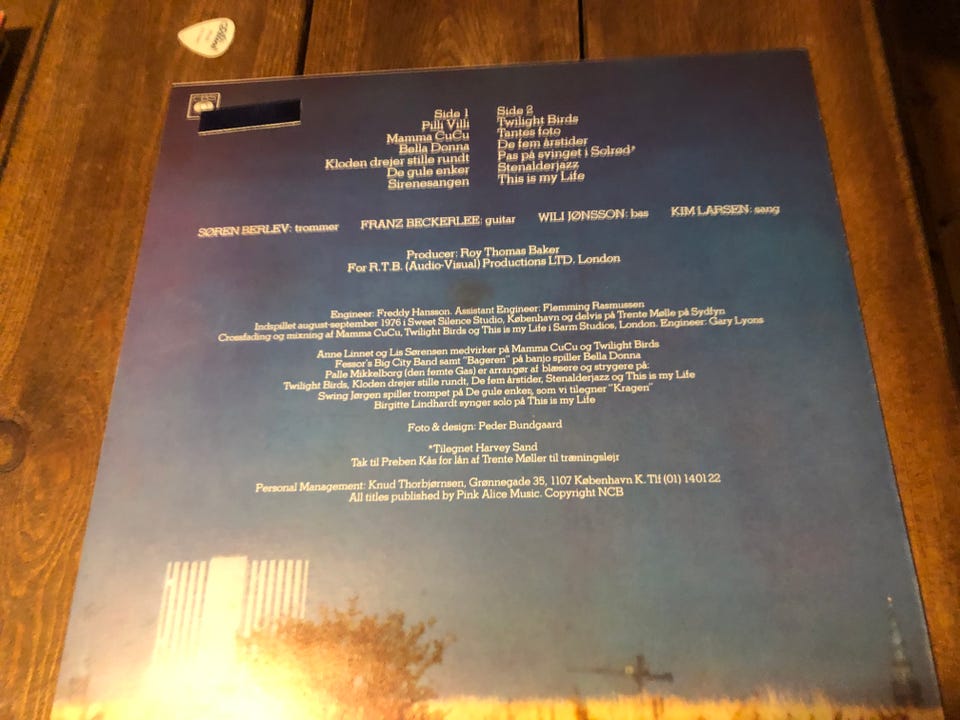 CBS
Side 1
Pilli Villi
Mamma CuCu
Bella Donna
Kloden drejer stille rundt
De gule enker
Sirenesangen
Side 2
Twilight Birds
Tantes foto
De fem årstider
Pas på svinget i Solrød*
Stenalderjazz
This is my Life
SØREN BERLEV: trommer FRANZ BECKERLEE: guitar WILI JØNSSON: bas KIM LARSEN: sang
Producer: Roy Thomas Baker
For R.T.B. (Audio-Visual) Productions LTD. London
Engineer: Freddy Hansson. Assistant Engineer: Flemming Rasmussen
Indspillet august-september 1976 i Sweet Silence Studio, København og delvis på Trente Mølle på Sydfyn
Crossfading og mixning af Mamma CuCu, Twilight Birds og This is my Life i Sarm Studios, London. Engineer: Gary Lyons
Anne Linnet og Lis Sørensen medvirker på Mamma CuCu og Twilight Birds
Fessor's Big City Band samt "Bageren" på banjo spiller Bella Donna
Palle Mikkelborg (den femte Gas) er arrangør af blæsere og strygere på:
Twilight Birds, Kloden drejer stille rundt, De fem årstider, Stenalderjazz og This is my Life
Swing Jørgen spiller trompet på De gule enker, som vi tilegner "Kragen"
Birgitte Lindhardt synger solo på This is my Life
Foto & design: Peder Bundgaard
*Tilegnet Harvey Sand
Tak til Preben Kås for lån af Trente Møller til træningslejr
Personal Management: Knud Thorbjørnsen, Grønnegade 35, 1107 København K. Tlf (01) 140122
All titles published by Pink Alice Music. Copyright NCB